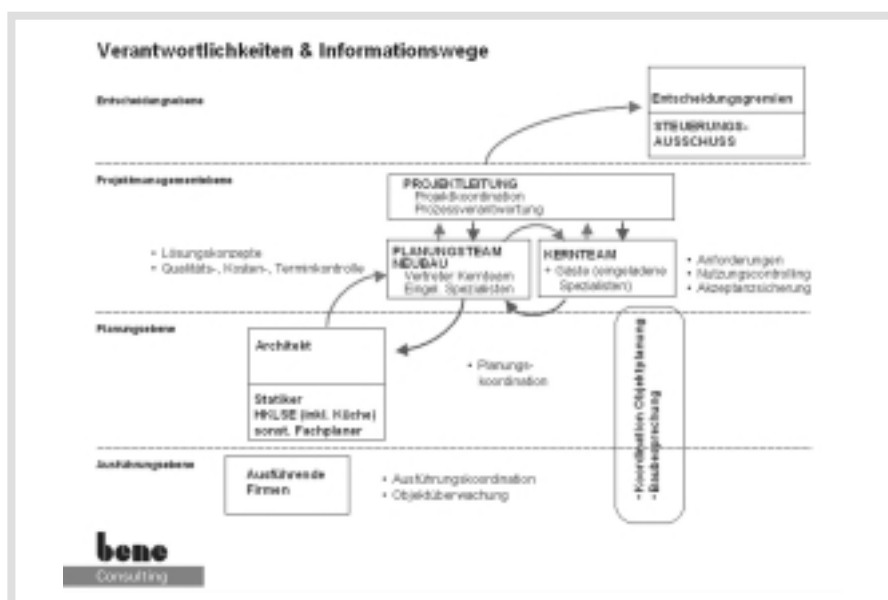 Verantwortlichkeiten & Informationswege
Entscheidungsebene
Entscheidungsgremien
STEUERUNGS-
AUSSCHUSS
Projektmanagementebene
PROJEKTLEITUNG
Projektkoordination
Prozessverantwortung
• Lösungskonzepte
• Qualitäts-, Kosten-, Terminkontrolle
PLANUNGSTEAM
NEUBAU
Vertreter Kernteam
Eingel. Spezialisten
KERNTEAM
+ Gäste (eingeladene
Spezialisten)
• Anforderungen
• Nutzungscontrolling
• Akzeptanzsicherung
Planungsebene
Architekt
Statiker
HKLSE (inkl. Küche)
sonst. Fachplaner
• Planungs-
koordination
• Koordination Objektplanung
• Baubesprechung
Ausführungsebene
Ausführende
Firmen
• Ausführungskoordination
• Objektüberwachung
bene
Consulting